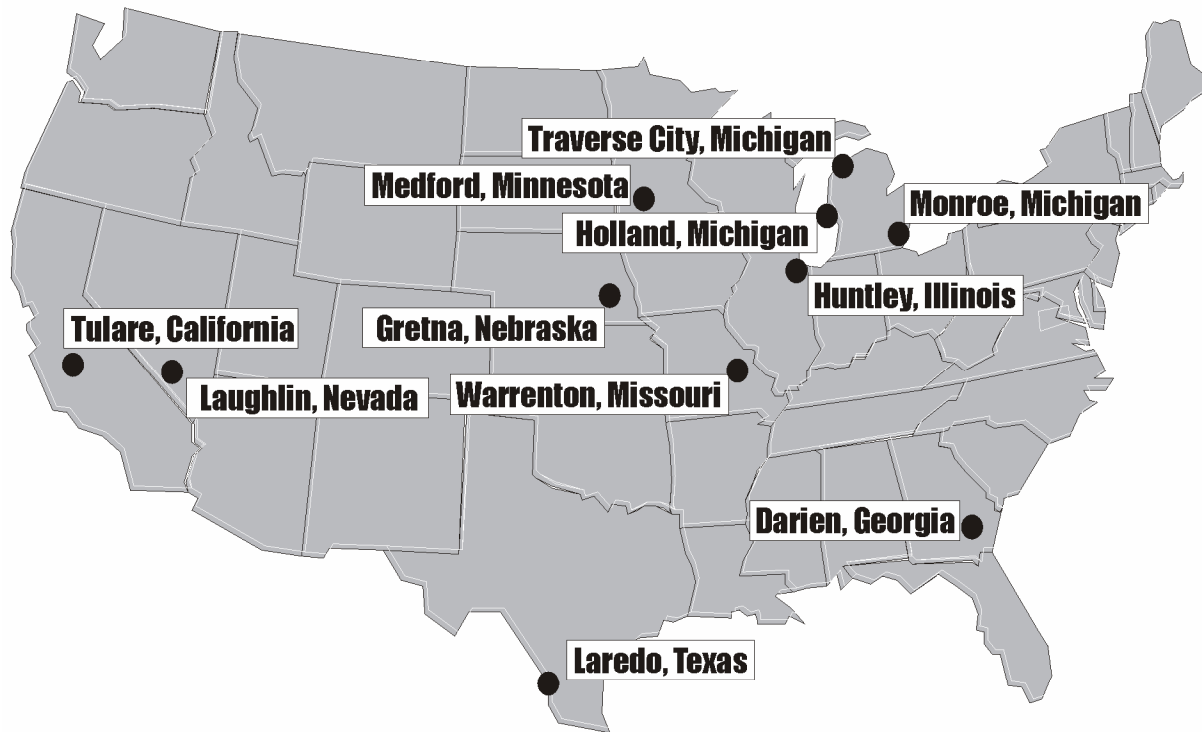 Traverse City, Michigan
Medford, Minnesota
Monroe, Michigan
Holland, Michigan
Huntley, Illinois
Tulare, California
Gretna, Nebraska
Laughlin, Nevada
Warrenton, Missouri
Darien, Georgia
Laredo, Texas